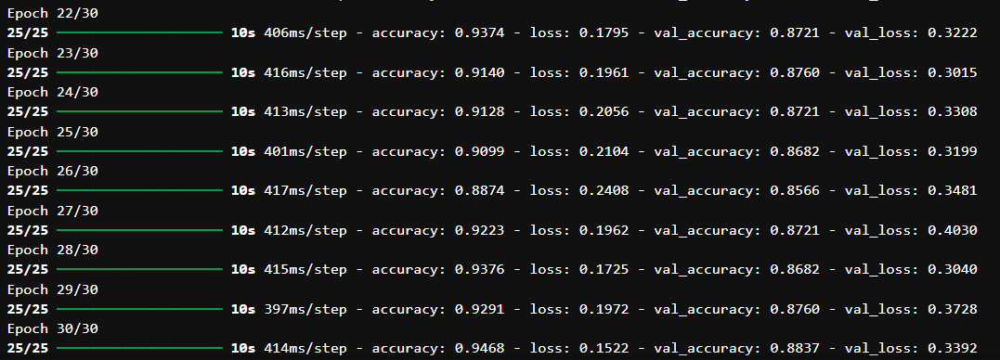 Epoch 22/30
25/25 ━━━━━━━━━━━━━━━━━━━━ 10s 406ms/step - accuracy: 0.9374 - loss: 0.1795 - val_accuracy: 0.8721 - val_loss: 0.3222
Epoch 23/30
25/25 ━━━━━━━━━━━━━━━━━━━━ 10s 416ms/step - accuracy: 0.9140 - loss: 0.1961 - val_accuracy: 0.8760 - val_loss: 0.3015
Epoch 24/30
25/25 ━━━━━━━━━━━━━━━━━━━━ 10s 413ms/step - accuracy: 0.9128 - loss: 0.2056 - val_accuracy: 0.8721 - val_loss: 0.3308
Epoch 25/30
25/25 ━━━━━━━━━━━━━━━━━━━━ 10s 401ms/step - accuracy: 0.9099 - loss: 0.2104 - val_accuracy: 0.8682 - val_loss: 0.3199
Epoch 26/30
25/25 ━━━━━━━━━━━━━━━━━━━━ 10s 417ms/step - accuracy: 0.8874 - loss: 0.2408 - val_accuracy: 0.8566 - val_loss: 0.3481
Epoch 27/30
25/25 ━━━━━━━━━━━━━━━━━━━━ 10s 412ms/step - accuracy: 0.9223 - loss: 0.1962 - val_accuracy: 0.8721 - val_loss: 0.4030
Epoch 28/30
25/25 ━━━━━━━━━━━━━━━━━━━━ 10s 415ms/step - accuracy: 0.9376 - loss: 0.1725 - val_accuracy: 0.8682 - val_loss: 0.3040
Epoch 29/30
25/25 ━━━━━━━━━━━━━━━━━━━━ 10s 397ms/step - accuracy: 0.9291 - loss: 0.1972 - val_accuracy: 0.8760 - val_loss: 0.3728
Epoch 30/30
25/25 ━━━━━━━━━━━━━━━━━━━━ 10s 414ms/step - accuracy: 0.9468 - loss: 0.1522 - val_accuracy: 0.8837 - val_loss: 0.3392